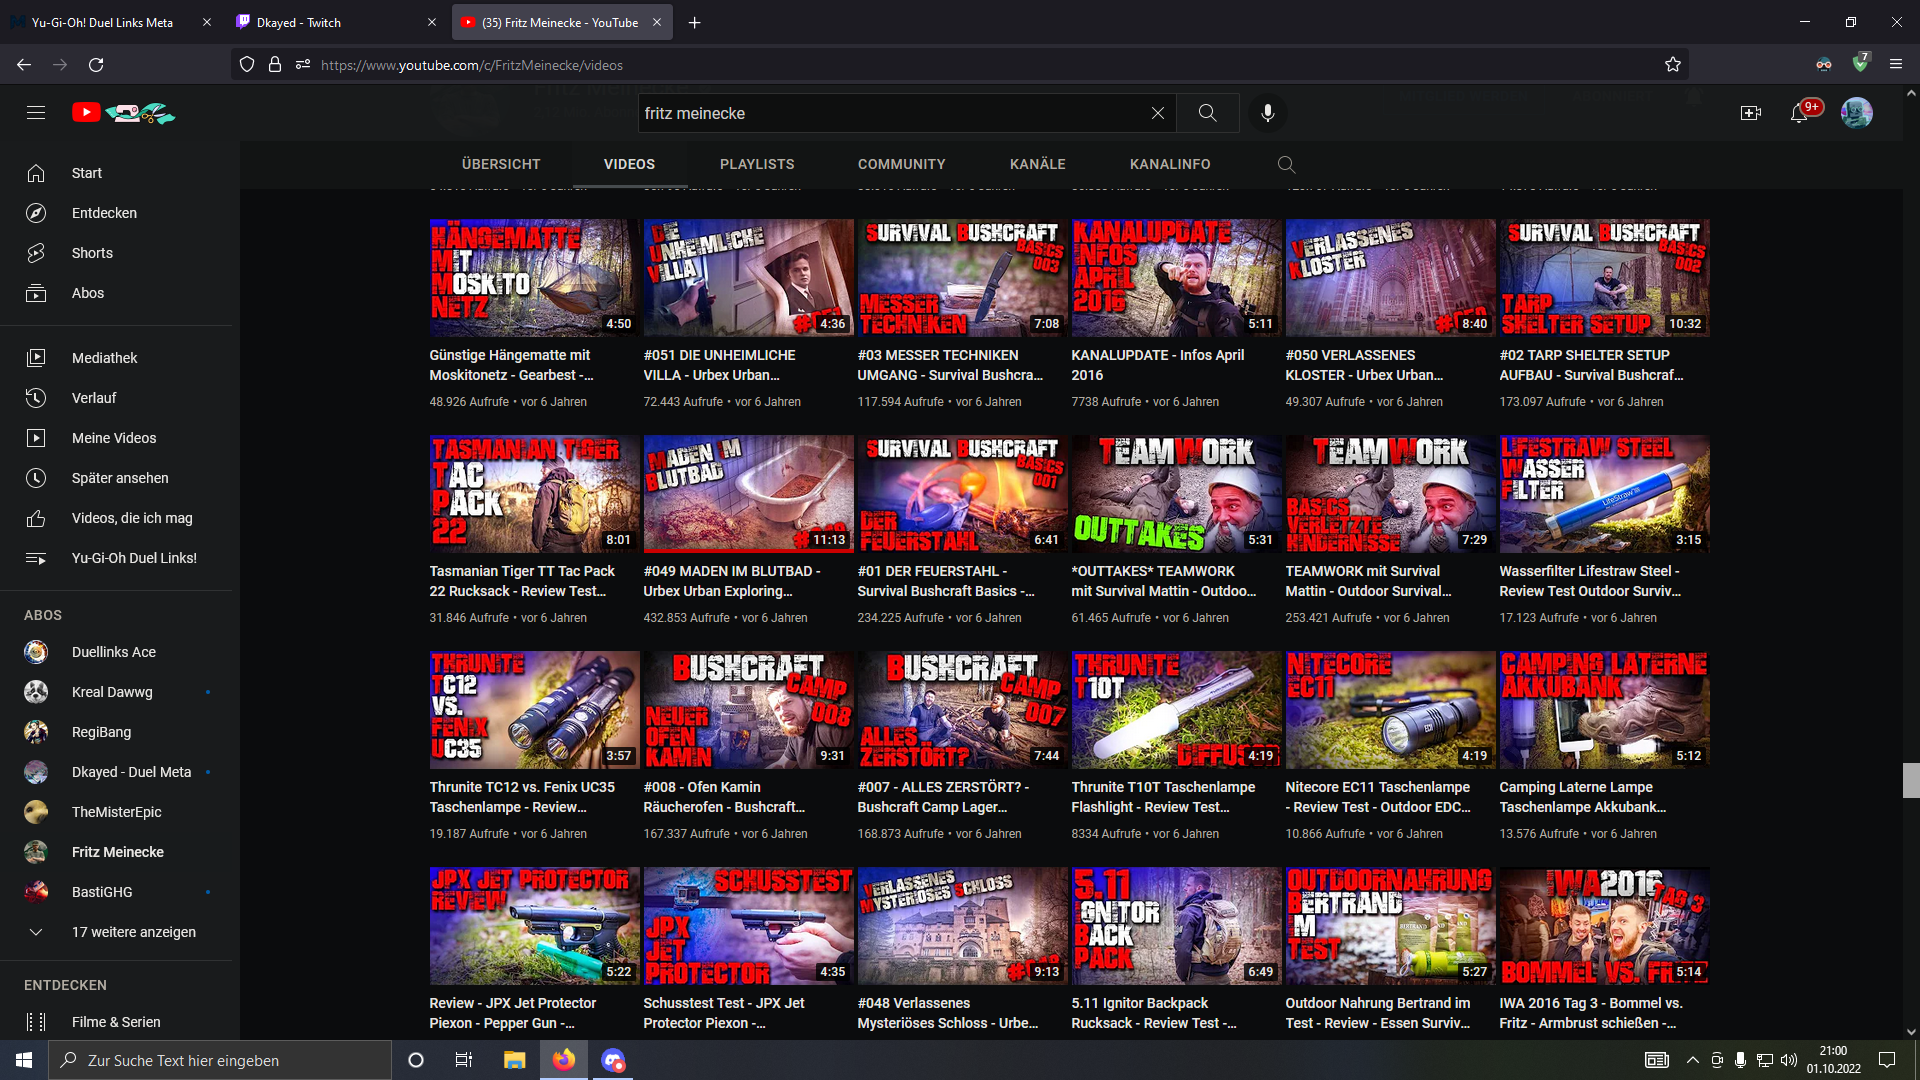 Yu-Gi-Oh! Duel Links Meta
Dkayed - Twitch
(35) Fritz Meinecke - YouTube
https://www.youtube.com/c/FritzMeinecke/videos
7
fritz meinecke
9+
ÜBERSICHT
VIDEOS
PLAYLISTS
COMMUNITY
KANÄLE
KANALINFO
Start
Entdecken
Shorts
Abos
Mediathek
Verlauf
Meine Videos
Später ansehen
Videos, die ich mag
Yu-Gi-Oh Duel Links!
ABOS
Duellinks Ace
Kreal Dawwg
RegiBang
Dkayed - Duel Meta
TheMisterEpic
Fritz Meinecke
BastiGHG
17 weitere anzeigen
ENTDECKEN
Filme & Serien
HÄNGEMATTE
MIT
MOSKITO
NETZ
4:50
Günstige Hängematte mit
Moskitonetz - Gearbest -...
48.926 Aufrufe • vor 6 Jahren
DIE
UNHEIMLICHE
VILLA
4:36
#051 DIE UNHEIMLICHE
VILLA - Urbex Urban...
72.443 Aufrufe • vor 6 Jahren
SURVIVAL BUSHCRAFT
BASICS
003
MESSER
TECHNIKEN
7:08
#03 MESSER TECHNIKEN
UMGANG - Survival Bushcra...
117.594 Aufrufe • vor 6 Jahren
KANALUPDATE
INFOS
APRIL
2016
5:11
KANALUPDATE - Infos April
2016
7738 Aufrufe • vor 6 Jahren
VERLASSENES
KLOSTER
8:40
#050 VERLASSENES
KLOSTER - Urbex Urban...
49.307 Aufrufe • vor 6 Jahren
SURVIVAL BUSHCRAFT
BASICS
002
TARP
SHELTER SETUP
10:32
#02 TARP SHELTER SETUP
AUFBAU - Survival Bushcraf...
173.097 Aufrufe • vor 6 Jahren
TASMANIAN TIGER
TAC
PACK
22
8:01
Tasmanian Tiger TT Tac Pack
22 Rucksack - Review Test...
31.846 Aufrufe • vor 6 Jahren
MADEN IM
BLUTBAD
11:13
#049 MADEN IM BLUTBAD -
Urbex Urban Exploring...
432.853 Aufrufe • vor 6 Jahren
SURVIVAL BUSHCRAFT
BASICS
001
DER
FEUERSTAHL
6:41
#01 DER FEUERSTAHL -
Survival Bushcraft Basics -...
234.225 Aufrufe • vor 6 Jahren
TEAMWORK
OUTTAKES
5:31
*OUTTAKES* TEAMWORK
mit Survival Mattin - Outdoo...
61.465 Aufrufe • vor 6 Jahren
TEAMWORK
BASICS
VERLETZTE
HINDERNISSE
7:29
TEAMWORK mit Survival
Mattin - Outdoor Survival...
253.421 Aufrufe • vor 6 Jahren
LIFESTRAW STEEL
WASSER
FILTER
LifeStraw
3:15
Wasserfilter Lifestraw Steel -
Review Test Outdoor Surviv...
17.123 Aufrufe • vor 6 Jahren
THRUNITE
TC12
VS.
FENIX
UC35
3:57
Thrunite TC12 vs. Fenix UC35
Taschenlampe - Review...
19.187 Aufrufe • vor 6 Jahren
BUSHCRAFT
CAMP
008
NEUER
OFEN
KAMIN
9:31
#008 - Ofen Kamin
Räucherofen - Bushcraft...
167.337 Aufrufe • vor 6 Jahren
BUSHCRAFT
CAMP
007
ALLES
ZERSTÖRT?
7:44
#007 - ALLES ZERSTÖRT? -
Bushcraft Camp Lager...
168.873 Aufrufe • vor 6 Jahren
THRUNITE
T10T
DIFFUSOR
4:19
Thrunite T10T Taschenlampe
Flashlight - Review Test...
8334 Aufrufe • vor 6 Jahren
NITECORE
EC11
4:19
Nitecore EC11 Taschenlampe
- Review Test - Outdoor EDC...
10.866 Aufrufe • vor 6 Jahren
CAMPING LATERNE
AKKUBANK
5:12
Camping Laterne Lampe
Taschenlampe Akkubank...
13.576 Aufrufe • vor 6 Jahren
JPX JET PROTECTOR
REVIEW
5:22
Review - JPX Jet Protector
Piexon - Pepper Gun -...
SCHUSSTEST
JPX
JET
PROTECTOR
4:35
Schusstest Test - JPX Jet
Protector Piexon -...
VERLASSENES
MYSTERIÖSES SCHLOSS
9:13
#048 Verlassenes
Mysteriöses Schloss - Urbe...
5.11
IGNITOR
BACK
PACK
6:49
5.11 Ignitor Backpack
Rucksack - Review Test -...
OUTDOORNAHRUNG
BERTRAND
IM
TEST
BERTRAND
5:27
Outdoor Nahrung Bertrand im
Test - Review - Essen Surviv...
IWA2016
TAG 3
BOMMEL VS. FRITZ
5:14
IWA 2016 Tag 3 - Bommel vs.
Fritz - Armbrust schießen -...
Zur Suche Text hier eingeben
21:00
01.10.2022